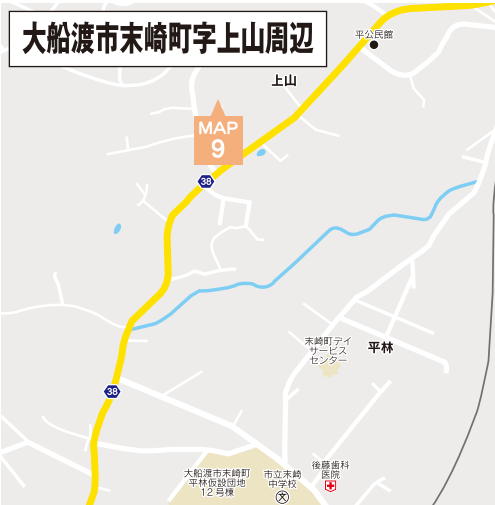 大船渡市末崎町字上山周辺
平公民館
上山
MAP
9
38
末崎町デイ
サービス
センター
平林
38
大船渡市末崎町
平林仮設団地
12号棟
市立末崎
中学校
文
後藤歯科
医院